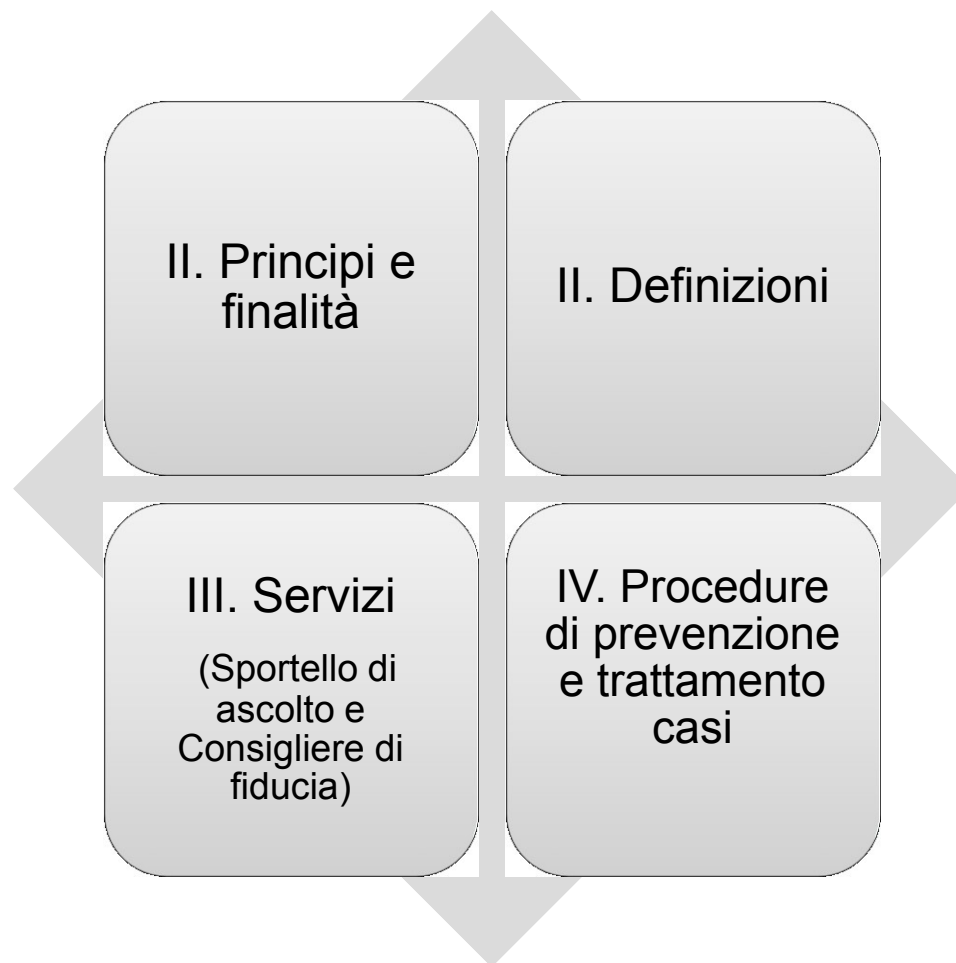 II. Principi e
finalità
II. Definizioni
III. Servizi
(Sportello di
ascolto e
Consigliere di
fiducia)
IV. Procedure
di prevenzione
e trattamento
casi